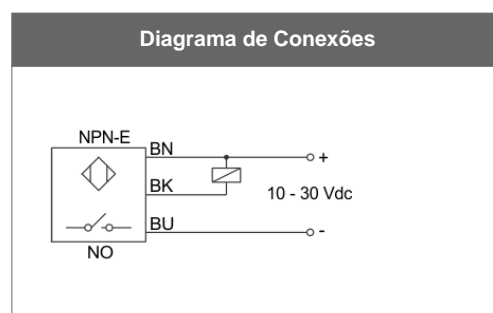 Diagrama de Conexões
NPN-E
BN
+
BK
10 - 30 Vdc
BU
-
NO